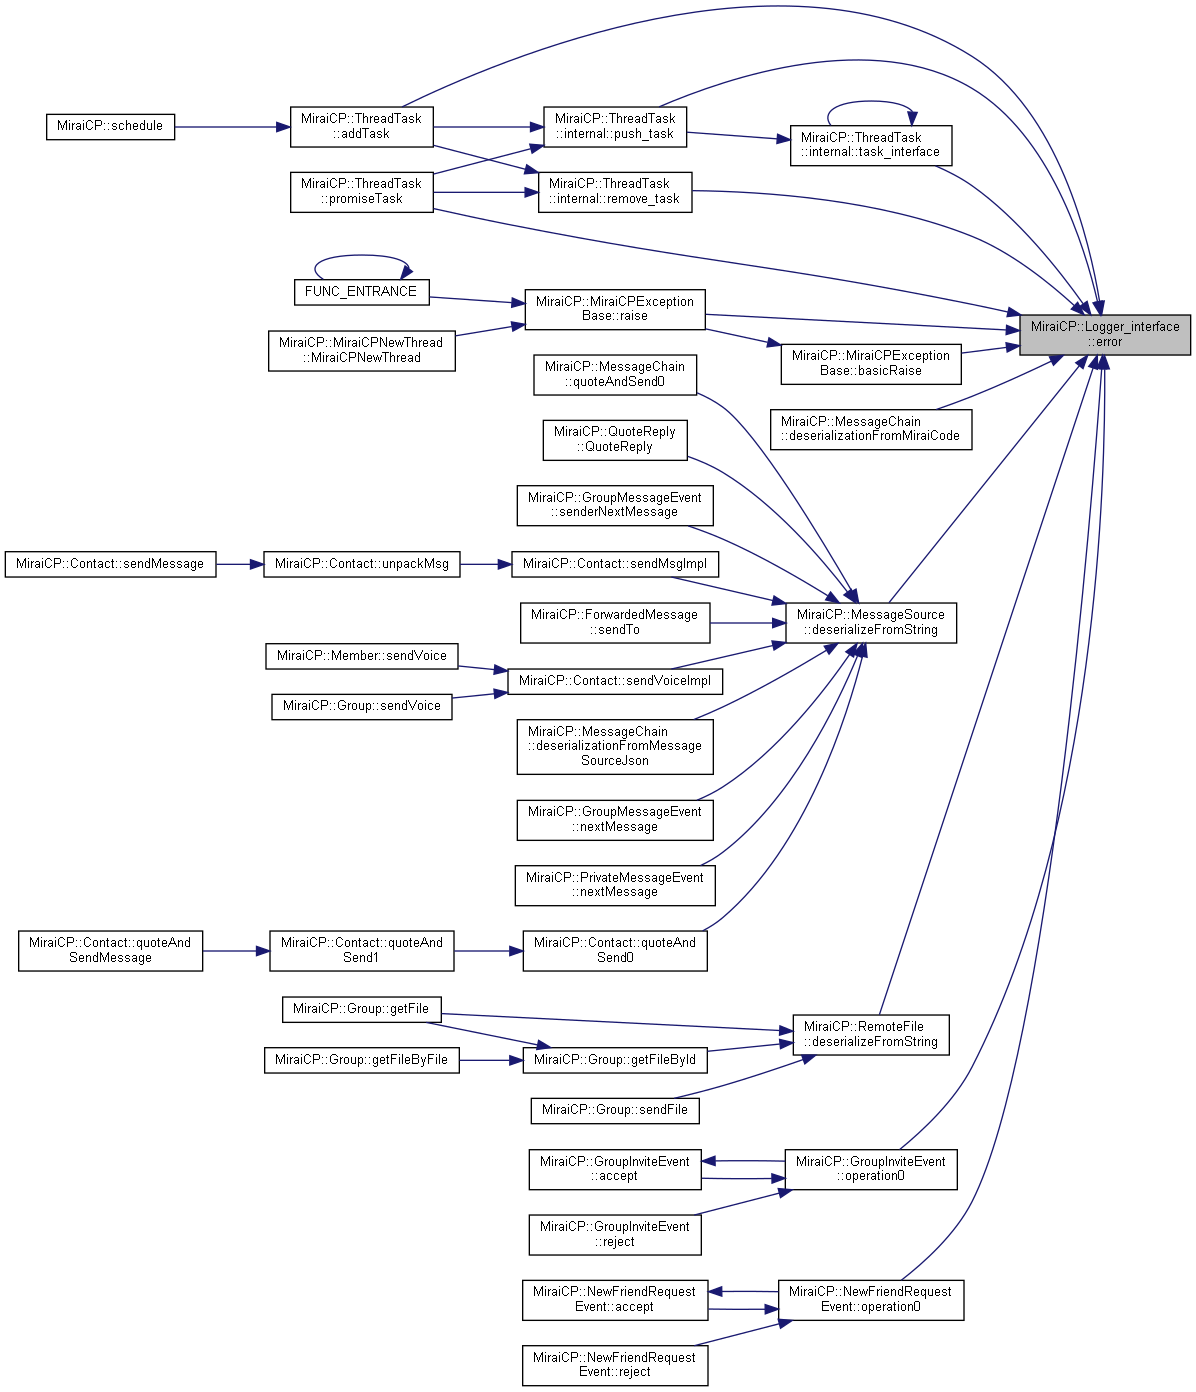 MiraiCP::schedule
MiraiCP::ThreadTask
::addTask
MiraiCP::ThreadTask
::internal::push_task
MiraiCP::ThreadTask
::internal::task_interface
MiraiCP::ThreadTask
::promiseTask
MiraiCP::ThreadTask
::internal::remove_task
FUNC_ENTRANCE
MiraiCP::MiraiCPException
Base::raise
MiraiCP::Logger_interface
::error
MiraiCP::MiraiCPNewThread
::MiraiCPNewThread
MiraiCP::MiraiCPException
Base::basicRaise
MiraiCP::MessageChain
::quoteAndSend0
MiraiCP::MessageChain
::deserializationFromMiraiCode
MiraiCP::QuoteReply
::QuoteReply
MiraiCP::GroupMessageEvent
::senderNextMessage
MiraiCP::Contact::sendMessage
MiraiCP::Contact::unpackMsg
MiraiCP::Contact::sendMsgImpl
MiraiCP::ForwardedMessage
::sendTo
MiraiCP::MessageSource
::deserializeFromString
MiraiCP::Member::sendVoice
MiraiCP::Contact::sendVoiceImpl
MiraiCP::Group::sendVoice
MiraiCP::MessageChain
::deserializationFromMessage
SourceJson
MiraiCP::GroupMessageEvent
::nextMessage
MiraiCP::PrivateMessageEvent
::nextMessage
MiraiCP::Contact::quoteAnd
SendMessage
MiraiCP::Contact::quoteAnd
Send1
MiraiCP::Contact::quoteAnd
Send0
MiraiCP::Group::getFile
MiraiCP::RemoteFile
::deserializeFromString
MiraiCP::Group::getFileByFile
MiraiCP::Group::getFileById
MiraiCP::Group::sendFile
MiraiCP::GroupInviteEvent
::accept
MiraiCP::GroupInviteEvent
::operation0
MiraiCP::GroupInviteEvent
::reject
MiraiCP::NewFriendRequest
Event::accept
MiraiCP::NewFriendRequest
Event::operation0
MiraiCP::NewFriendRequest
Event::reject